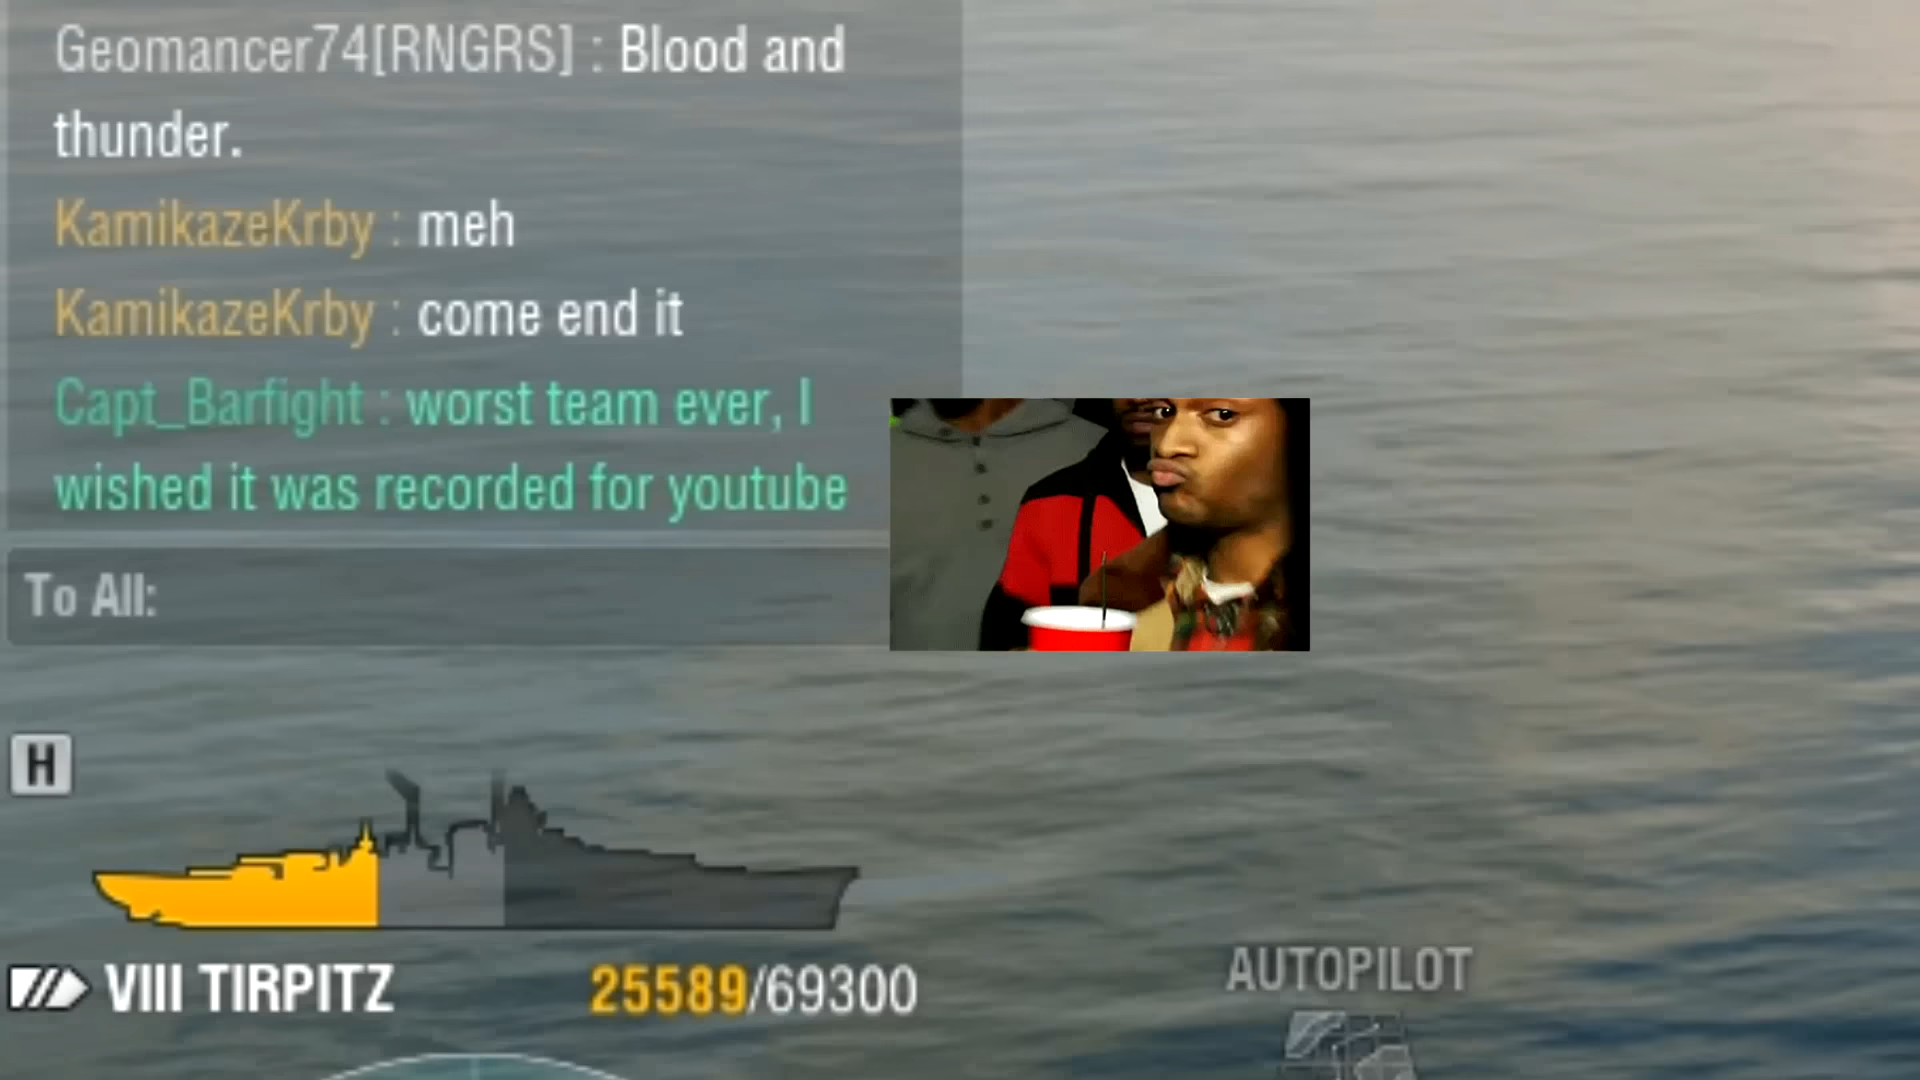 Geomancer74[RNGRS] : Blood and
thunder.
KamikazeKrby : meh
KamikazeKrby : come end it
Capt_Barfight : worst team ever, I
wished it was recorded for youtube
To All:
H
VIII TIRPITZ 25589/69300
AUTOPILOT